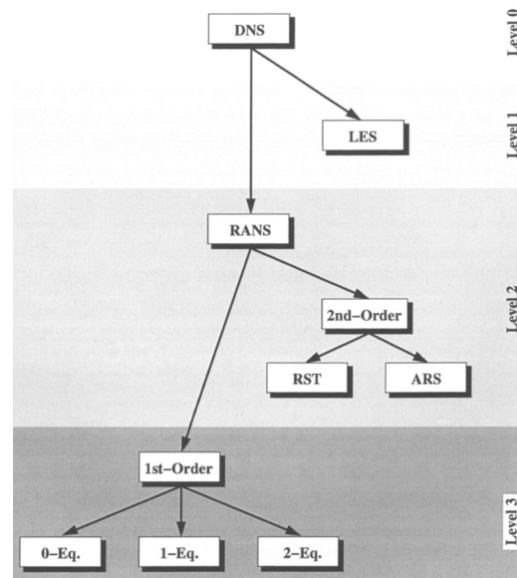 DNS
Level 0
LES
Level 1
RANS
2nd-Order
Level 2
RST
ARS
1st-Order
Level 3
0-Eq.
1-Eq.
2-Eq.